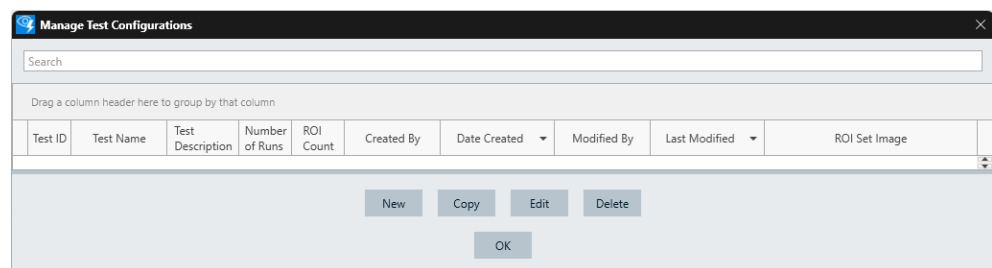 Manage Test Configurations
Search
Drag a column header here to group by that column
Test ID
Test Name
Test
Description
Number
of Runs
ROI
Count
Created By
Date Created
Modified By
Last Modified
ROI Set Image
New
Copy
Edit
Delete
OK